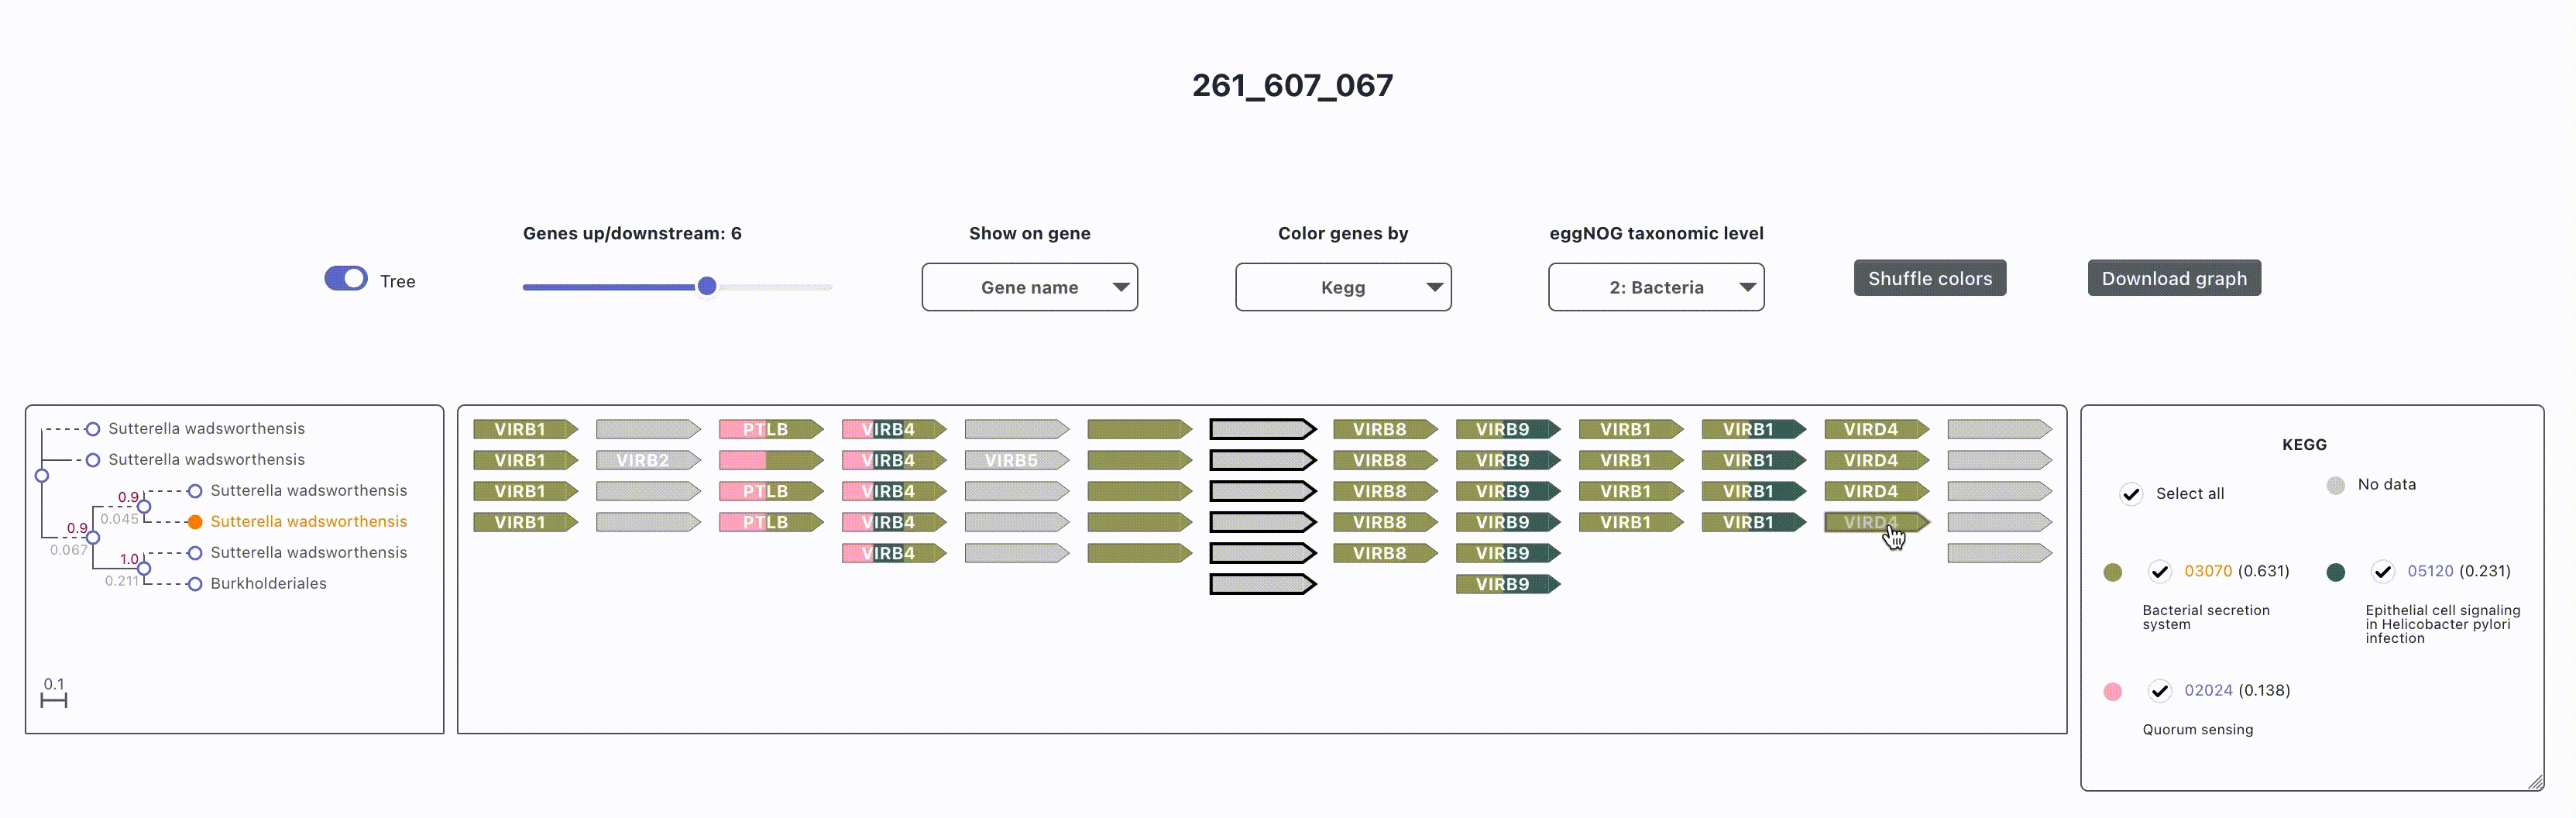 261_607_067
Tree
Genes up/downstream: 6
Show on gene
Gene name
Color genes by
Kegg
eggNOG taxonomic level
2: Bacteria
Shuffle colors
Download graph
Sutterella wadsworthensis
Sutterella wadsworthensis
0.9 Sutterella wadsworthensis
0.045 Sutterella wadsworthensis
0.9
0.067
1.0 Sutterella wadsworthensis
0.211 Burkholderiales
0.1
VIRB1 PTLB VIRB4 VIRB8 VIRB9 VIRB1 VIRB1 VIRD4
VIRB1 VIRB2 VIRB4 VIRB5 VIRB8 VIRB9 VIRB1 VIRB1 VIRD4
VIRB1 PTLB VIRB4 VIRB8 VIRB9 VIRB1 VIRB1 VIRD4
VIRB1 PTLB VIRB4 VIRB8 VIRB9 VIRB1 VIRB1 VIRD4
VIRB4 VIRB8 VIRB9
VIRB9
KEGG
Select all
No data
03070 (0.631)
Bacterial secretion
system
05120 (0.231)
Epithelial cell signaling
in Helicobacter pylori
infection
02024 (0.138)
Quorum sensing